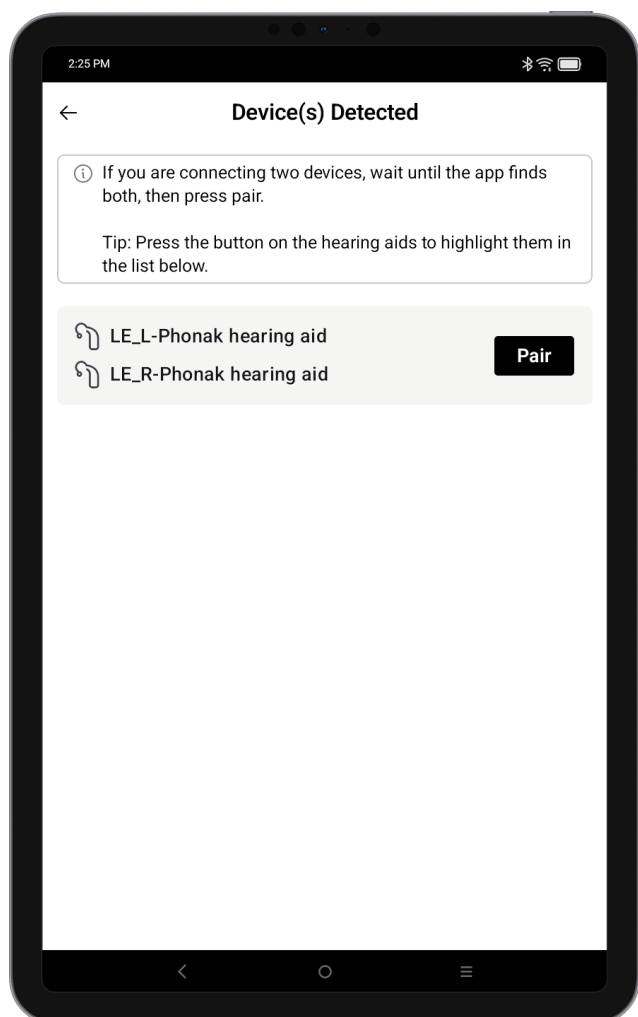 2:25 PM
Device(s) Detected
If you are connecting two devices, wait until the app finds
both, then press pair.
Tip: Press the button on the hearing aids to highlight them in
the list below.
LE_L-Phonak hearing aid
LE_R-Phonak hearing aid
Pair